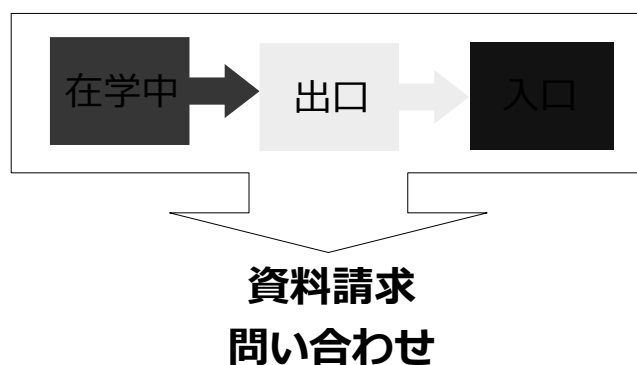 在学中
出口
入口
資料請求
問い合わせ